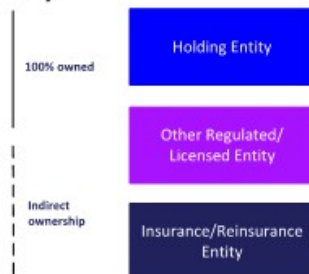 100% owned
Holding Entity
Other Regulated/
Licensed Entity
Indirect
ownership
Insurance/Reinsurance
Entity